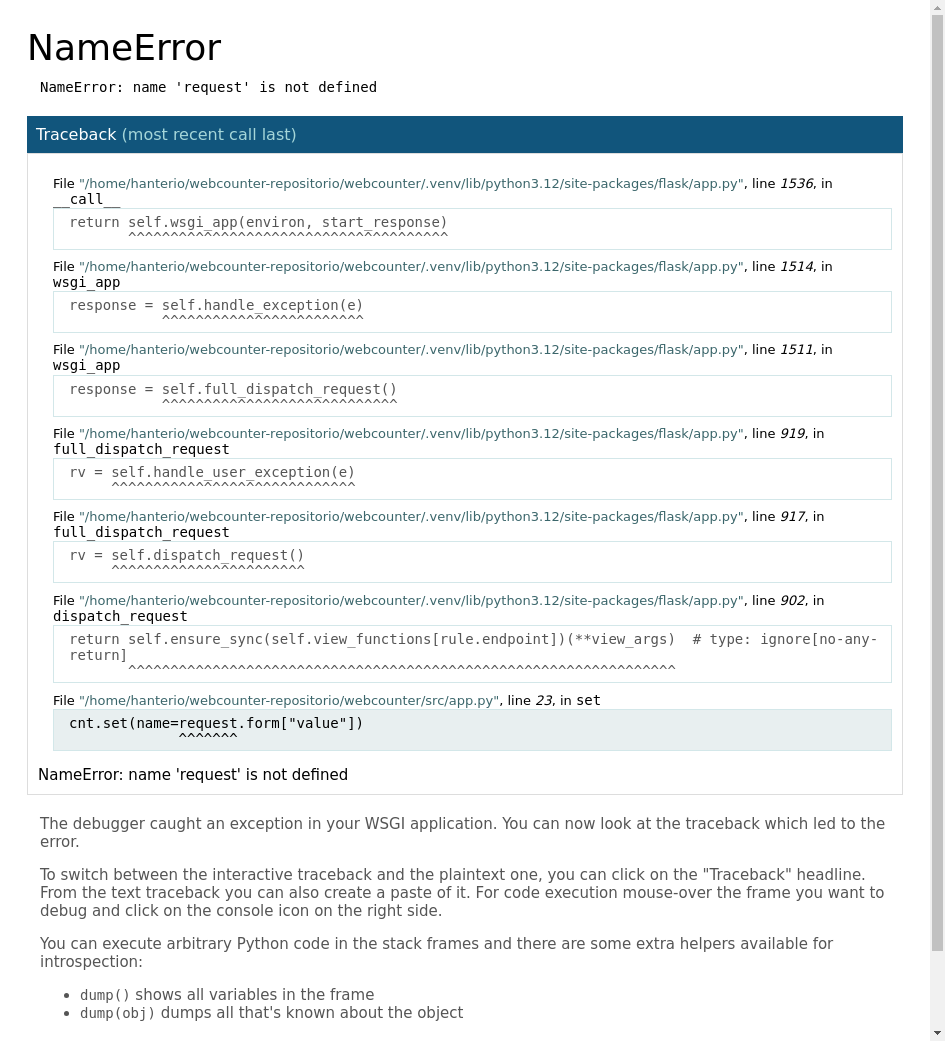 NameError
NameError: name 'request' is not defined
Traceback (most recent call last)
File "/home/hanterio/webcounter-repositorio/webcounter/.venv/lib/python3.12/site-packages/flask/app.py", line 1536, in
__call__
return self.wsgi_app(environ, start_response)
^^^^^^^^^^^^^^^^^^^^^^^^^^^^^^^^^^^^^^
File "/home/hanterio/webcounter-repositorio/webcounter/.venv/lib/python3.12/site-packages/flask/app.py", line 1514, in
wsgi_app
response = self.handle_exception(e)
^^^^^^^^^^^^^^^^^^^^^^^^
File "/home/hanterio/webcounter-repositorio/webcounter/.venv/lib/python3.12/site-packages/flask/app.py", line 1511, in
wsgi_app
response = self.full_dispatch_request()
^^^^^^^^^^^^^^^^^^^^^^^^^^^^
File "/home/hanterio/webcounter-repositorio/webcounter/.venv/lib/python3.12/site-packages/flask/app.py", line 919, in
full_dispatch_request
rv = self.handle_user_exception(e)
^^^^^^^^^^^^^^^^^^^^^^^^^^^^^
File "/home/hanterio/webcounter-repositorio/webcounter/.venv/lib/python3.12/site-packages/flask/app.py", line 917, in
full_dispatch_request
rv = self.dispatch_request()
^^^^^^^^^^^^^^^^^^^^^^^
File "/home/hanterio/webcounter-repositorio/webcounter/.venv/lib/python3.12/site-packages/flask/app.py", line 902, in
dispatch_request
return self.ensure_sync(self.view_functions[rule.endpoint])(**view_args)  # type: ignore[no-any-
return]
^^^^^^^^^^^^^^^^^^^^^^^^^^^^^^^^^^^^^^^^^^^^^^^^^^^^^^^^^^^^^^^^^
File "/home/hanterio/webcounter-repositorio/webcounter/src/app.py", line 23, in set
cnt.set(name=request.form["value"])
^^^^^^^
NameError: name 'request' is not defined
The debugger caught an exception in your WSGI application. You can now look at the traceback which led to the
error.
To switch between the interactive traceback and the plaintext one, you can click on the "Traceback" headline.
From the text traceback you can also create a paste of it. For code execution mouse-over the frame you want to
debug and click on the console icon on the right side.
You can execute arbitrary Python code in the stack frames and there are some extra helpers available for
introspection:
• dump() shows all variables in the frame
• dump(obj) dumps all that's known about the object